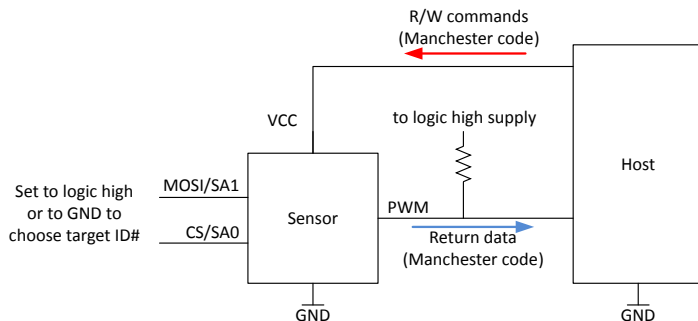 R/W commands
(Manchester code)
VCC
to logic high supply
Host
Set to logic high
or to GND to
choose target ID#
MOSI/SA1
CS/SA0
Sensor
PWM
Return data
(Manchester code)
GND
GND